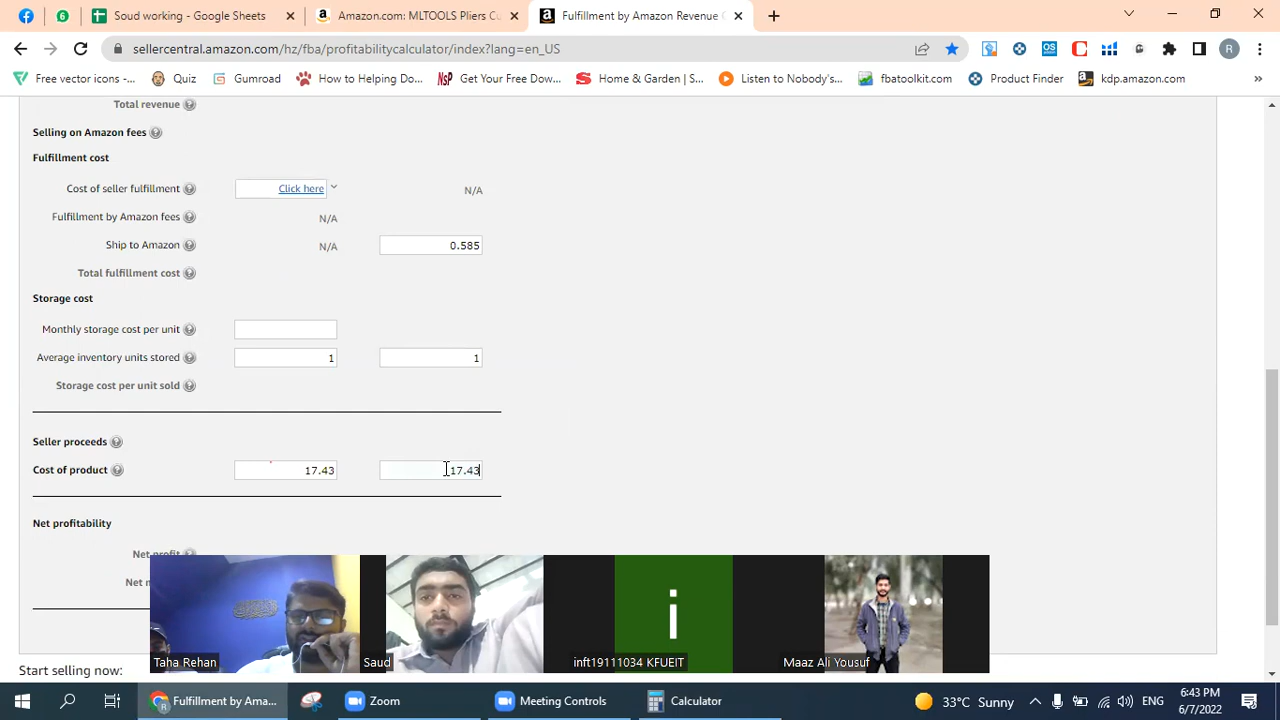 Soud working - Google Sheets
Amazon.com: MLTOOLS Pliers Cu
Fulfillment by Amazon Revenue C
sellercentral.amazon.com/hz/fba/profitabilitycalculator/index?lang=en_US
R
Free vector icons -...
Quiz
Gumroad
How to Helping Do...
Get Your Free Dow...
Home & Garden | S...
Listen to Nobody's...
fbatoolkit.com
Product Finder
kdp.amazon.com
»
Total revenue
Selling on Amazon fees
Fulfillment cost
Cost of seller fulfillment
Click here
N/A
Fulfillment by Amazon fees
N/A
Ship to Amazon
N/A
0.585
Total fulfillment cost
Storage cost
Monthly storage cost per unit
Average inventory units stored
1
1
Storage cost per unit sold
Seller proceeds
Cost of product
17.43
17.43
Net profitability
Net profit
Net m
Taha Rehan
Saud
i
inft19111034 KFUEIT
Maaz Ali Yousuf
Start selling now:
Fulfillment by Ama...
Zoom
Meeting Controls
Calculator
33°C Sunny
ENG
6:43 PM
6/7/2022